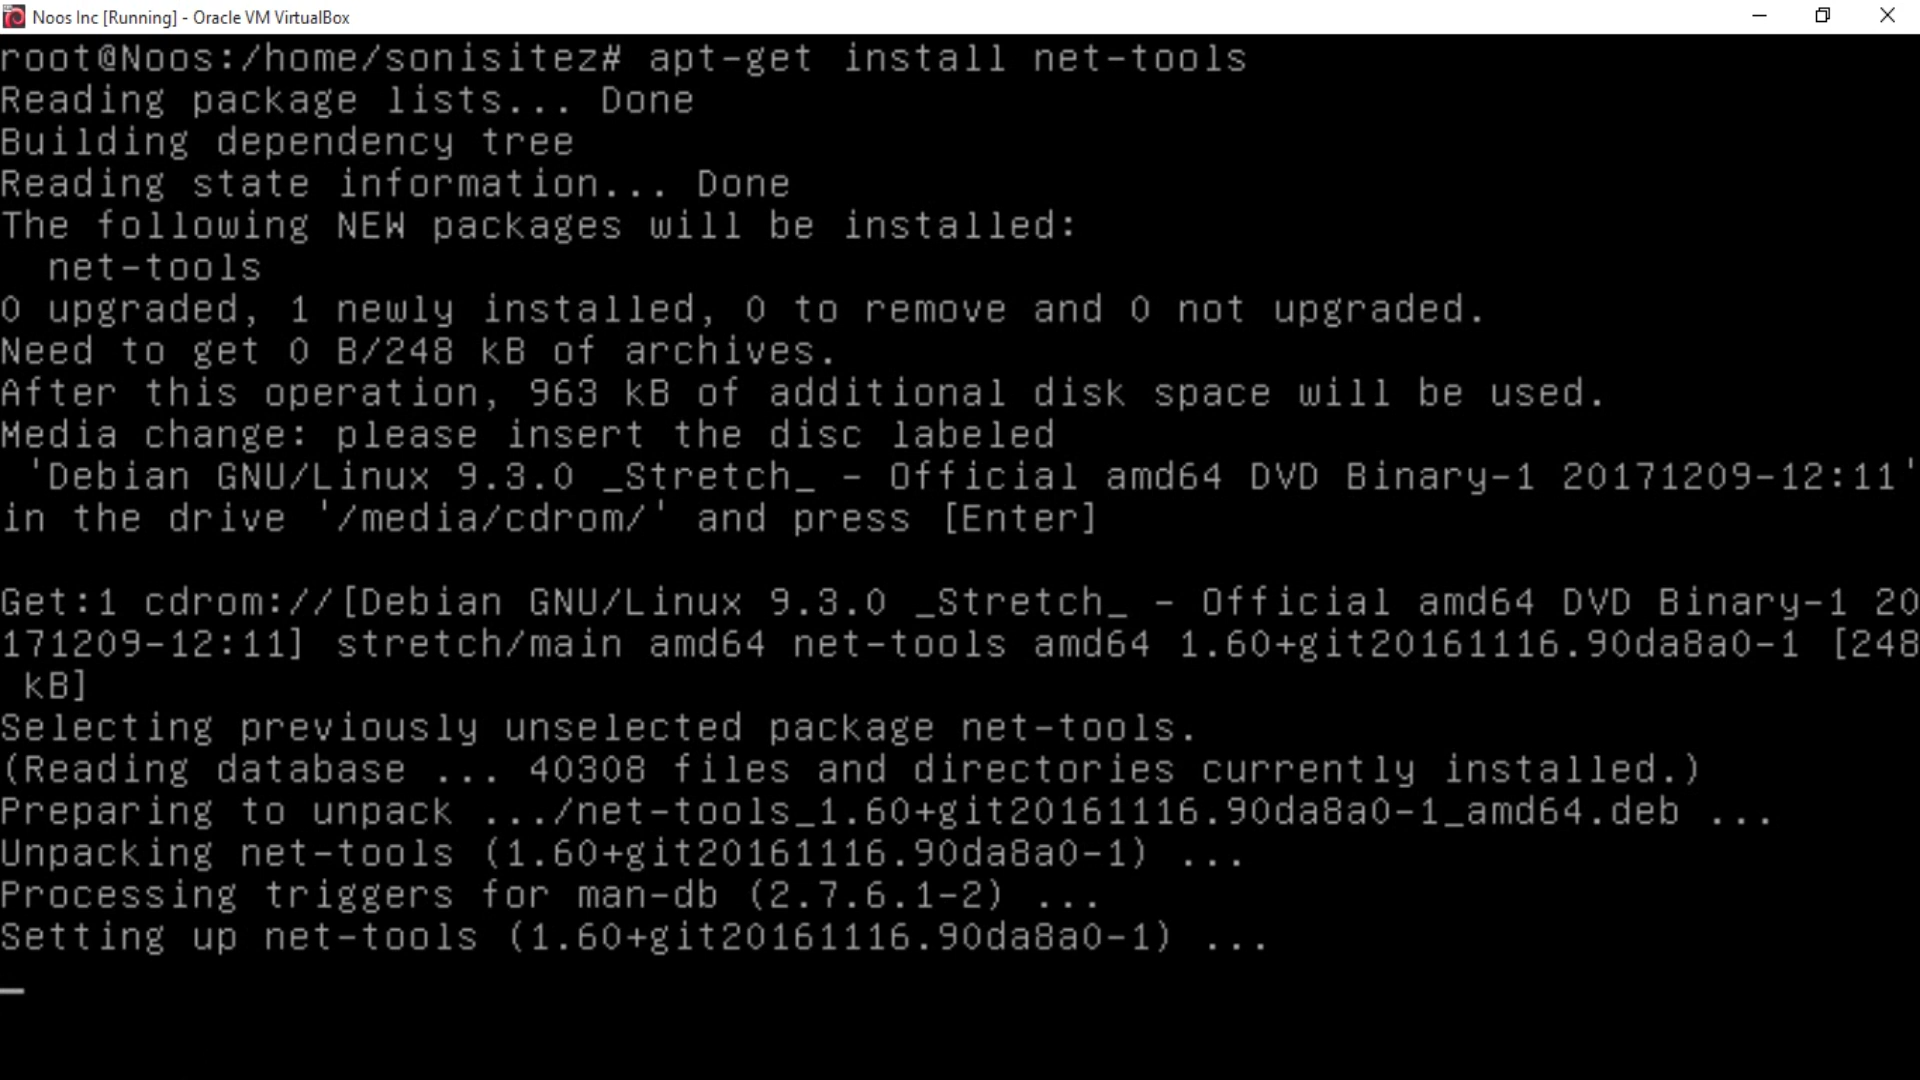 Noos Inc [Running] - Oracle VM VirtualBox
root@Noos:/home/sonisitez# apt-get install net-tools
Reading package lists... Done
Building dependency tree
Reading state information... Done
The following NEW packages will be installed:
  net-tools
0 upgraded, 1 newly installed, 0 to remove and 0 not upgraded.
Need to get 0 B/248 kB of archives.
After this operation, 963 kB of additional disk space will be used.
Media change: please insert the disc labeled
 'Debian GNU/Linux 9.3.0 _Stretch_ - Official amd64 DVD Binary-1 20171209-12:11'
in the drive '/media/cdrom/' and press [Enter]
Get:1 cdrom://[Debian GNU/Linux 9.3.0 _Stretch_ - Official amd64 DVD Binary-1 20
171209-12:11] stretch/main amd64 net-tools amd64 1.60+git20161116.90da8a0-1 [248
 kB]
Selecting previously unselected package net-tools.
(Reading database ... 40308 files and directories currently installed.)
Preparing to unpack .../net-tools_1.60+git20161116.90da8a0-1_amd64.deb ...
Unpacking net-tools (1.60+git20161116.90da8a0-1) ...
Processing triggers for man-db (2.7.6.1-2) ...
Setting up net-tools (1.60+git20161116.90da8a0-1) ...